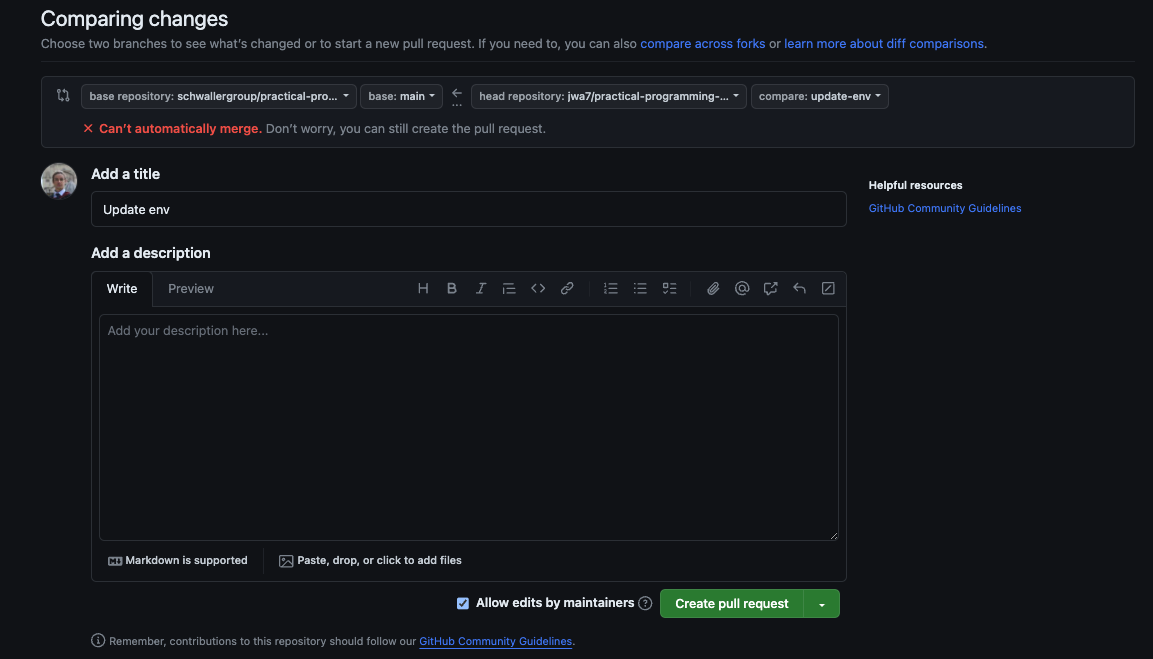 Comparing changes
Choose two branches to see what's changed or to start a new pull request. If you need to, you can also compare across forks or learn more about diff comparisons.
base repository: schwallergroup/practical-pro... base: main head repository: jwa7/practical-programming-... compare: update-env
Can't automatically merge. Don't worry, you can still create the pull request.
Add a title
Helpful resources
GitHub Community Guidelines
Update env
Add a description
Write Preview
Add your description here...
Markdown is supported Paste, drop, or click to add files
Allow edits by maintainers Create pull request
Remember, contributions to this repository should follow our GitHub Community Guidelines.